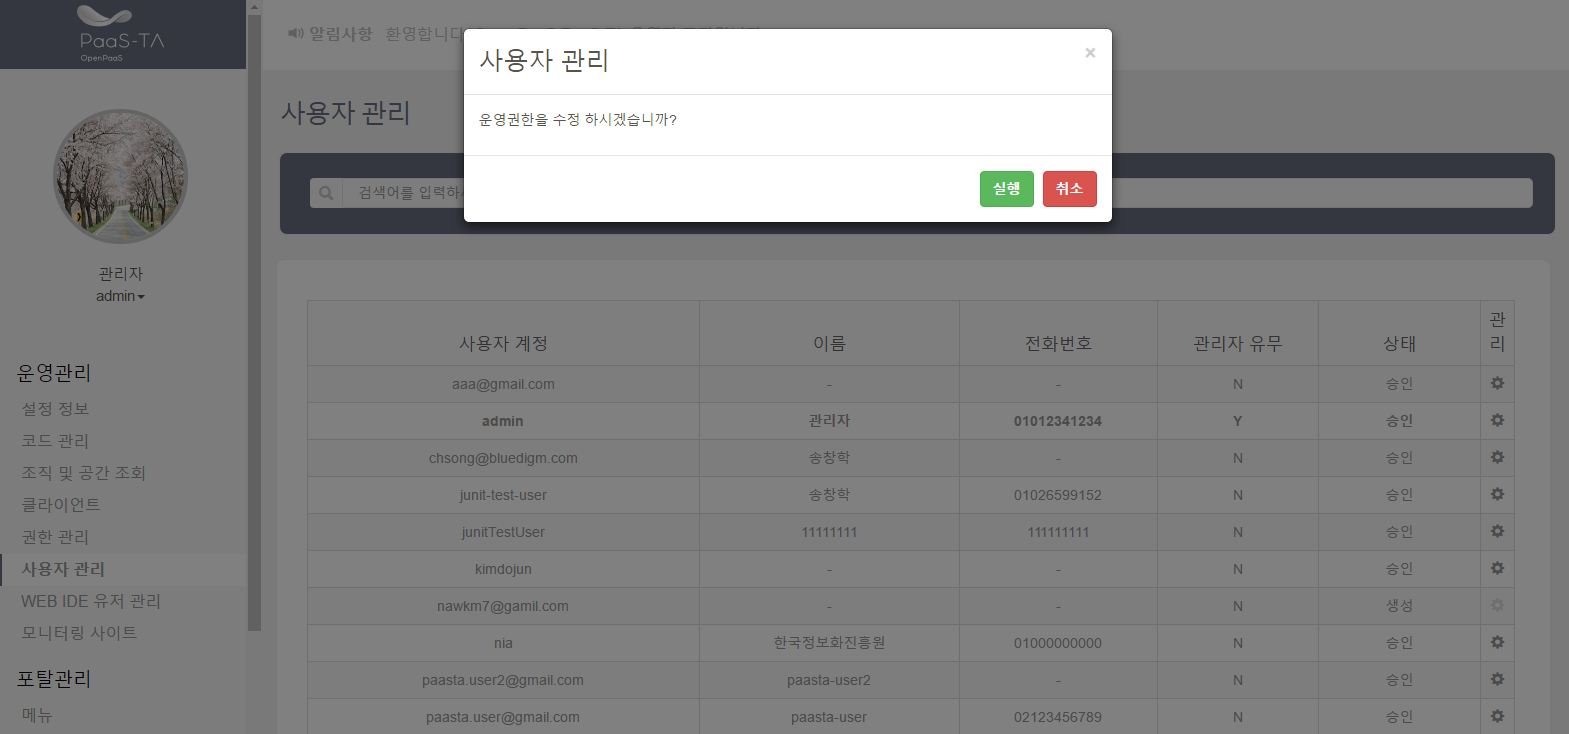 PaaS-TA
OpenPaaS
관리자
admin
운영관리
설정 정보
코드 관리
조직 및 공간 조회
클라이언트
권한 관리
사용자 관리
WEB IDE 유저 관리
모니터링 사이트
포탈관리
메뉴
알림사항 환영합니다
사용자 관리
×
운영권한을 수정 하시겠습니까?
실행 취소
사용자 관리
검색어를 입력하
사용자 계정 이름 전화번호 관리자 유무 상태 관리
aaa@gmail.com - - N 승인
admin 관리자 01012341234 Y 승인
chsong@bluedigm.com 송창학 - N 승인
junit-test-user 송창학 01026599152 N 승인
junitTestUser 11111111 111111111 N 승인
kimdojun - - N 승인
nawkm7@gamil.com - - N 생성
nia 한국정보화진흥원 01000000000 N 승인
paasta.user2@gmail.com paasta-user2 - N 승인
paasta.user@gmail.com paasta-user 02123456789 N 승인